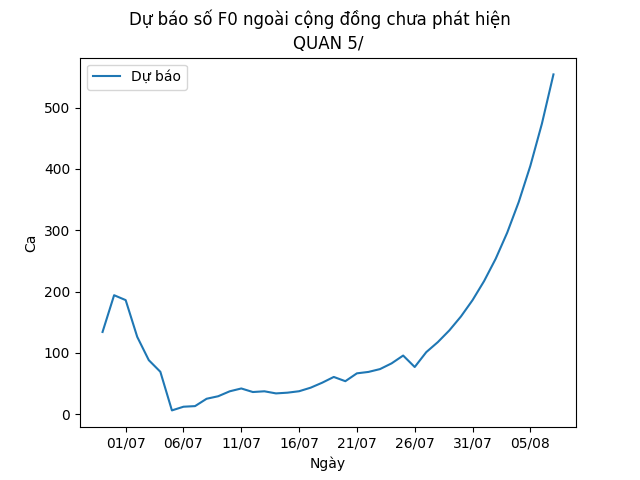 Dự báo số F0 ngoài cộng đồng chưa phát hiện
QUAN 5/
Dự báo
500
400
300
200
100
0
Ca
01/07 06/07 11/07 16/07 21/07 26/07 31/07 05/08
Ngày